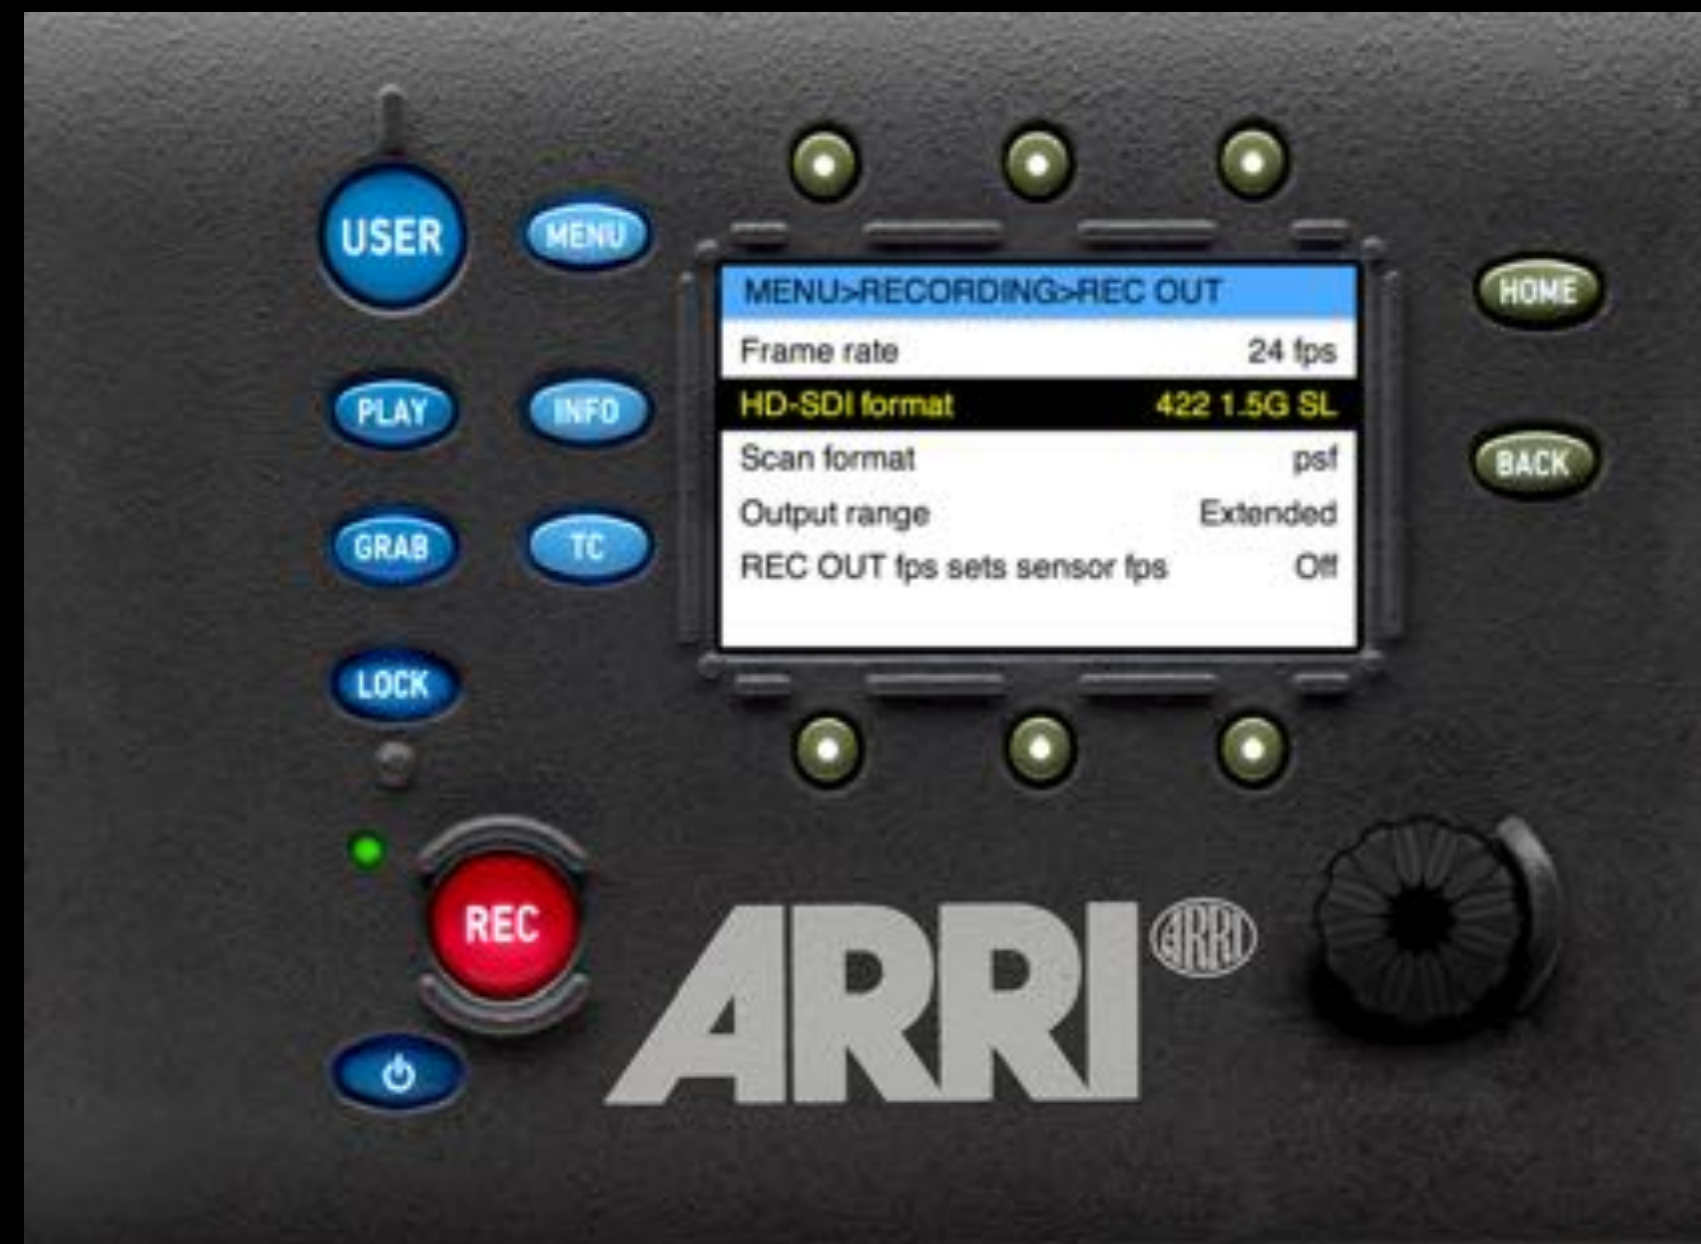 USER
MENU
MENU>RECORDING>REC OUT
HOME
Frame rate 24 fps
PLAY
INFO
HD-SDI format 422 1.5G SL
BACK
Scan format psf
Output range Extended
GRAB
TC
REC OUT fps sets sensor fps Off
LOCK
REC
ARRI
ARRI